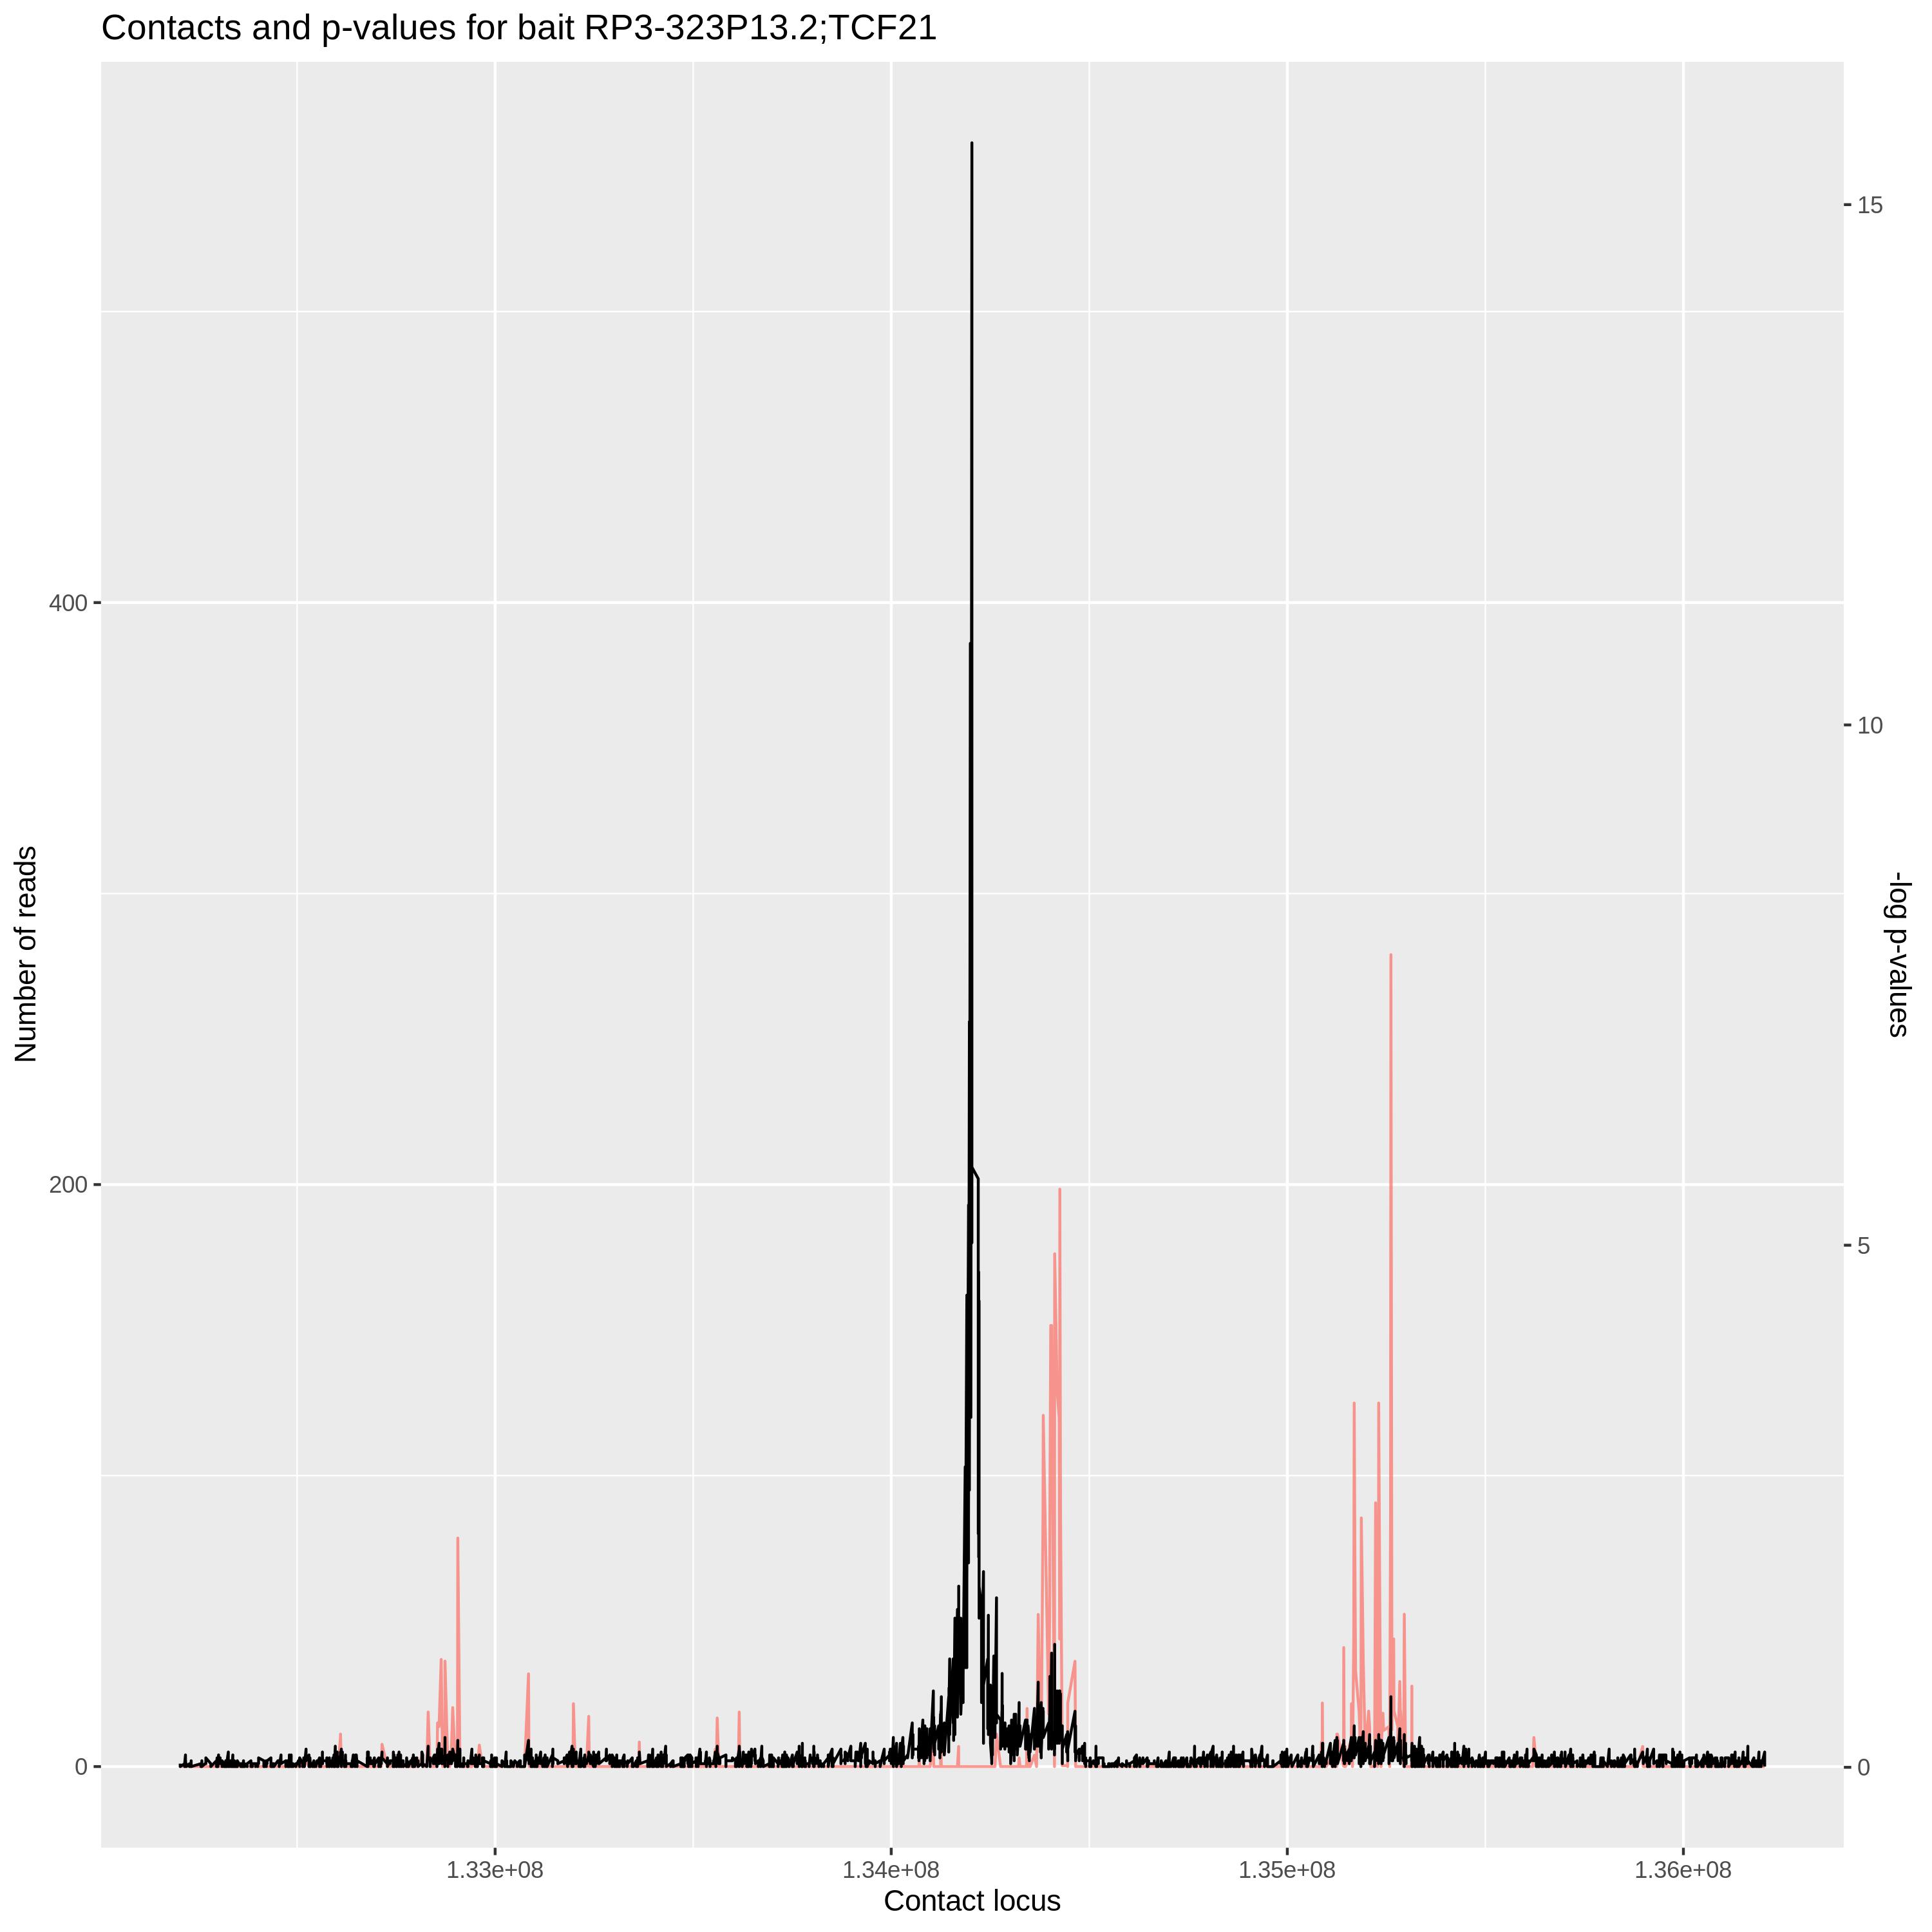 Contacts and p-values for bait RP3-323P13.2;TCF21
Number of reads
400
200
0
15
10
5
0
-log p-values
1.33e+08
1.34e+08
1.35e+08
1.36e+08
Contact locus